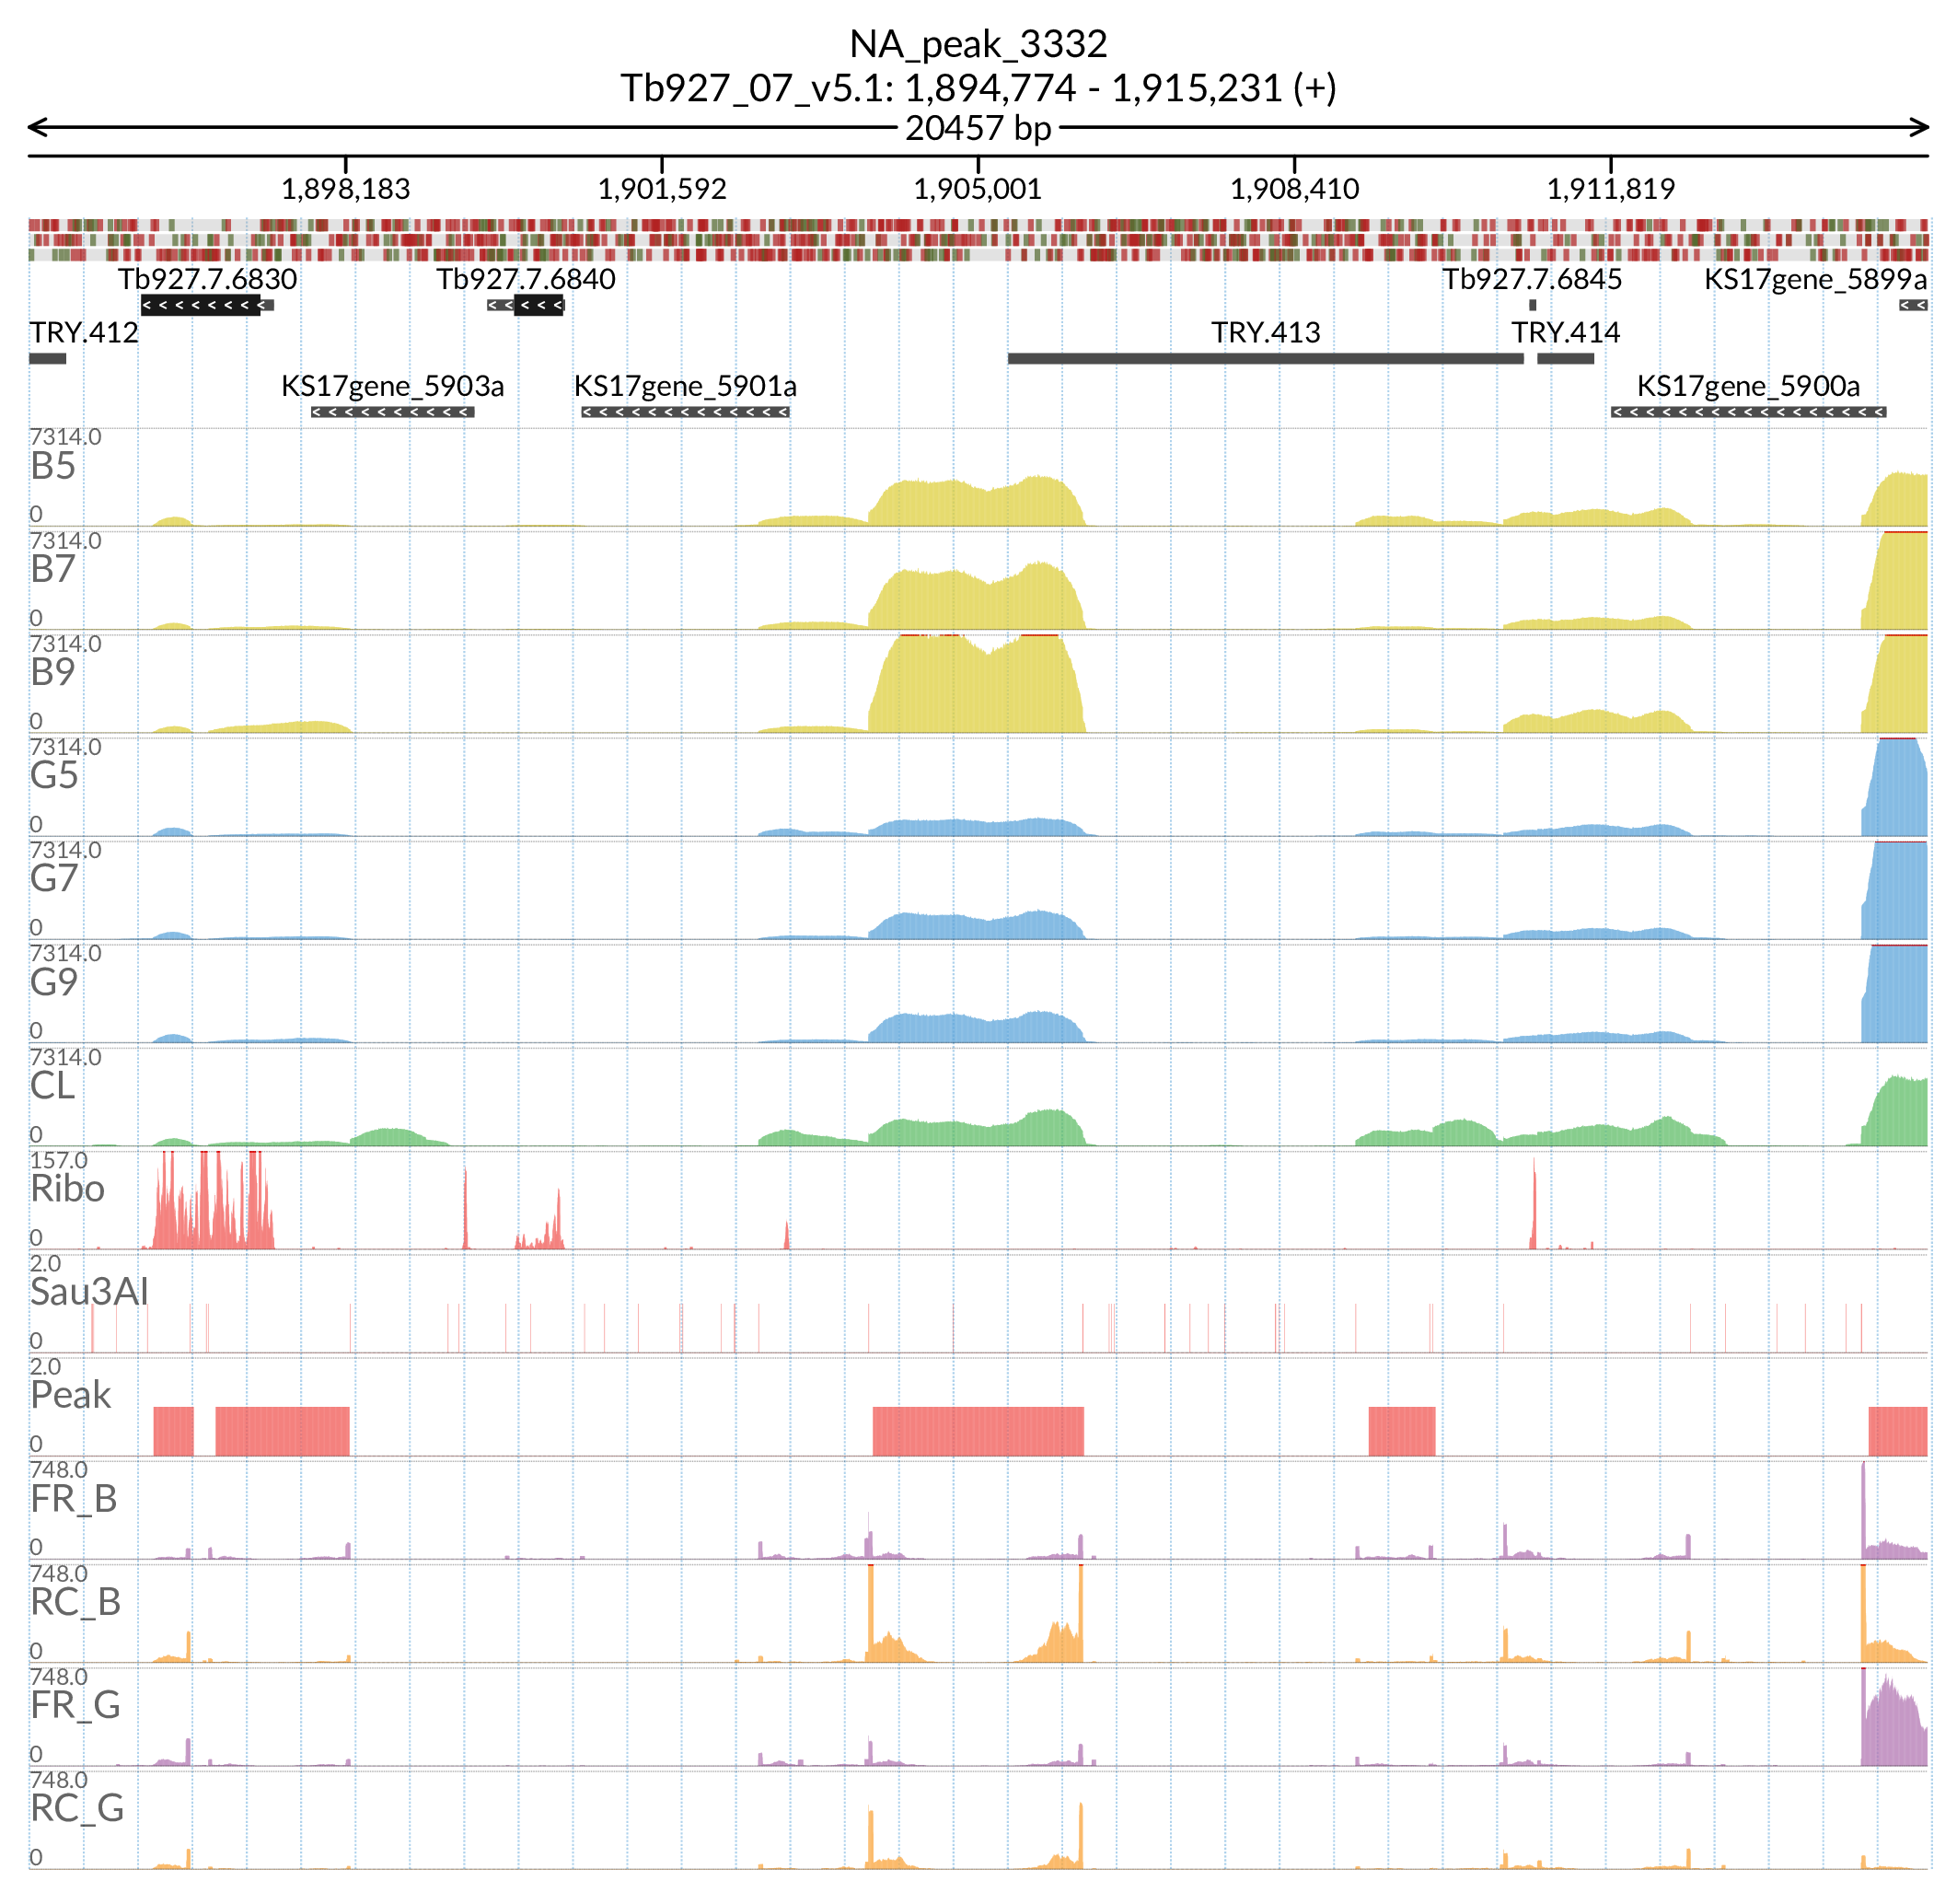 NA_peak_3332
Tb927_07_v5.1: 1,894,774 - 1,915,231 (+)
20457 bp
1,898,183 1,901,592 1,905,001 1,908,410 1,911,819
Tb927.7.6830 Tb927.7.6840 Tb927.7.6845 KS17gene_5899a
TRY.412 TRY.413 TRY.414
KS17gene_5903a KS17gene_5901a KS17gene_5900a
7314.0
B5
0
7314.0
B7
0
7314.0
B9
0
7314.0
G5
0
7314.0
G7
0
7314.0
G9
0
7314.0
CL
0
157.0
Ribo
0
2.0
Sau3AI
0
2.0
Peak
0
748.0
FR_B
0
748.0
RC_B
0
748.0
FR_G
0
748.0
RC_G
0